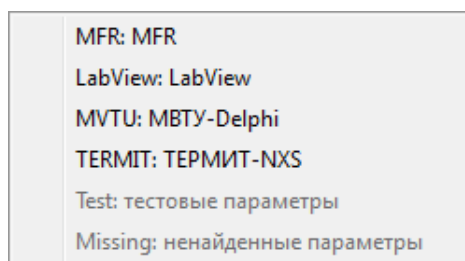 MFR: MFR
LabView: LabView
MVTU: МВТУ-Delphi
TERMIT: ТЕРМИТ-NXS
Test: тестовые параметры
Missing: ненайденные параметры